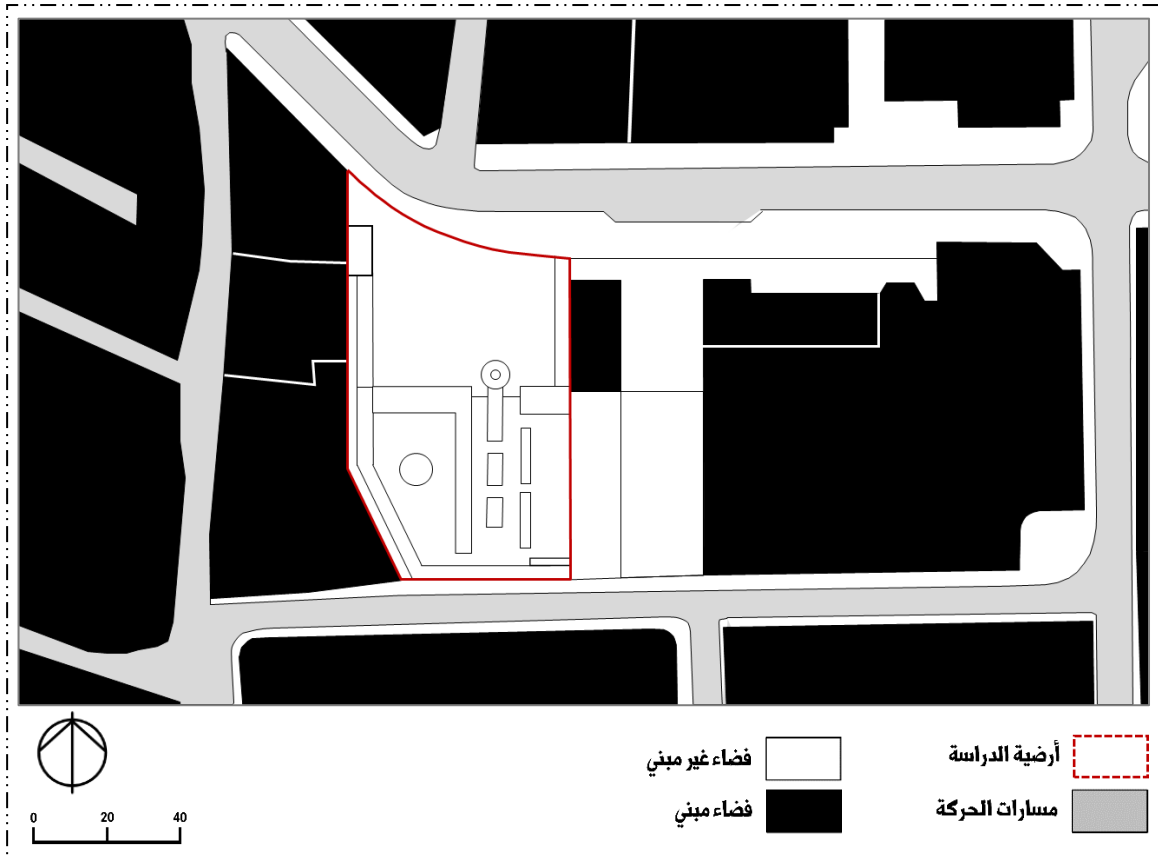 أرضية الدراسة
فضاء غير مبني
مسارات الحركة
فضاء مبني
0 20 40